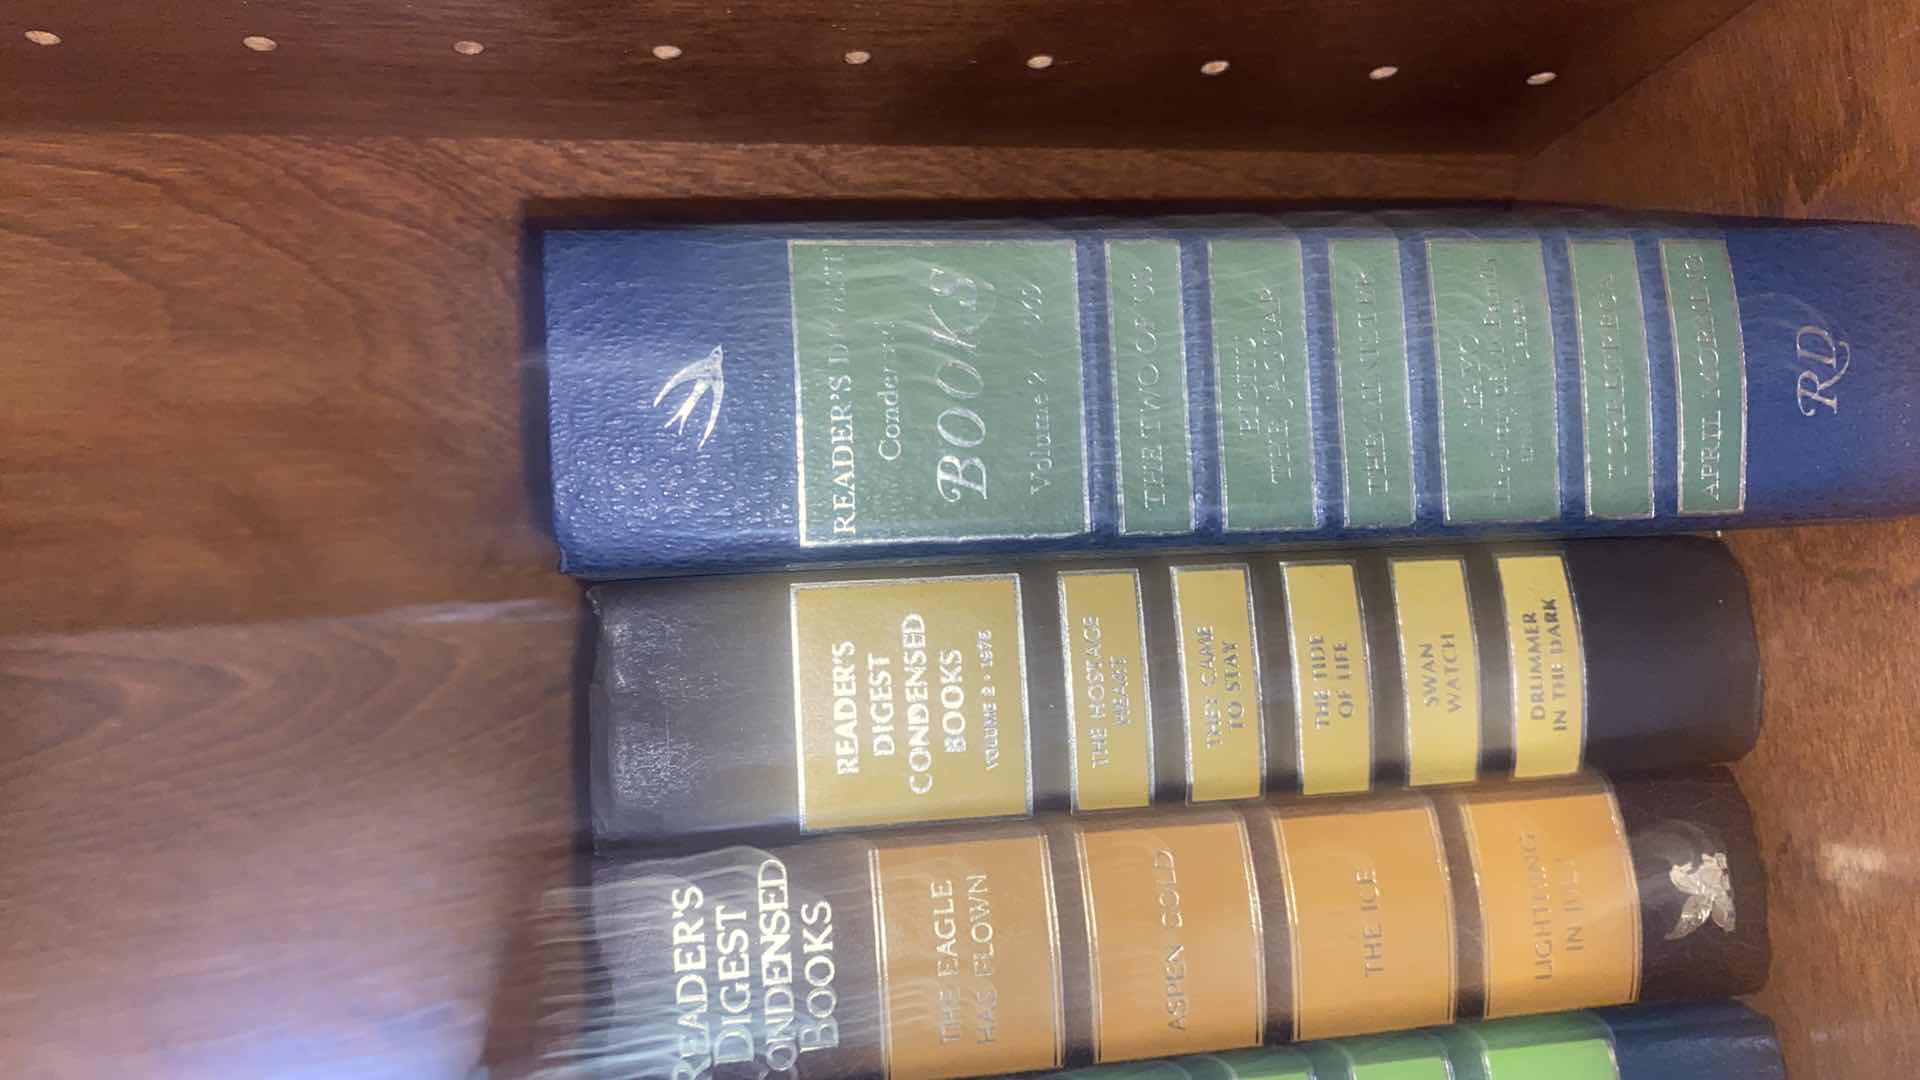 READER'S
Condensed
BOOKS
Volume 2
THE TWO OF US
THE JAGUAR
APRIL MORNING
RD
READER'S
DIGEST
CONDENSED
BOOKS
VOLUME 2 • 1976
THE HOSTAGE
HEART
THEY CAME
TO STAY
THE TIDE
OF LIFE
SWAN
WATCH
DRUMMER
IN THE DARK
READER'S
DIGEST
CONDENSED
BOOKS
THE EAGLE
HAS FLOWN
ASPEN GOLD
THE ICE
LIGHTNING
IN JULY